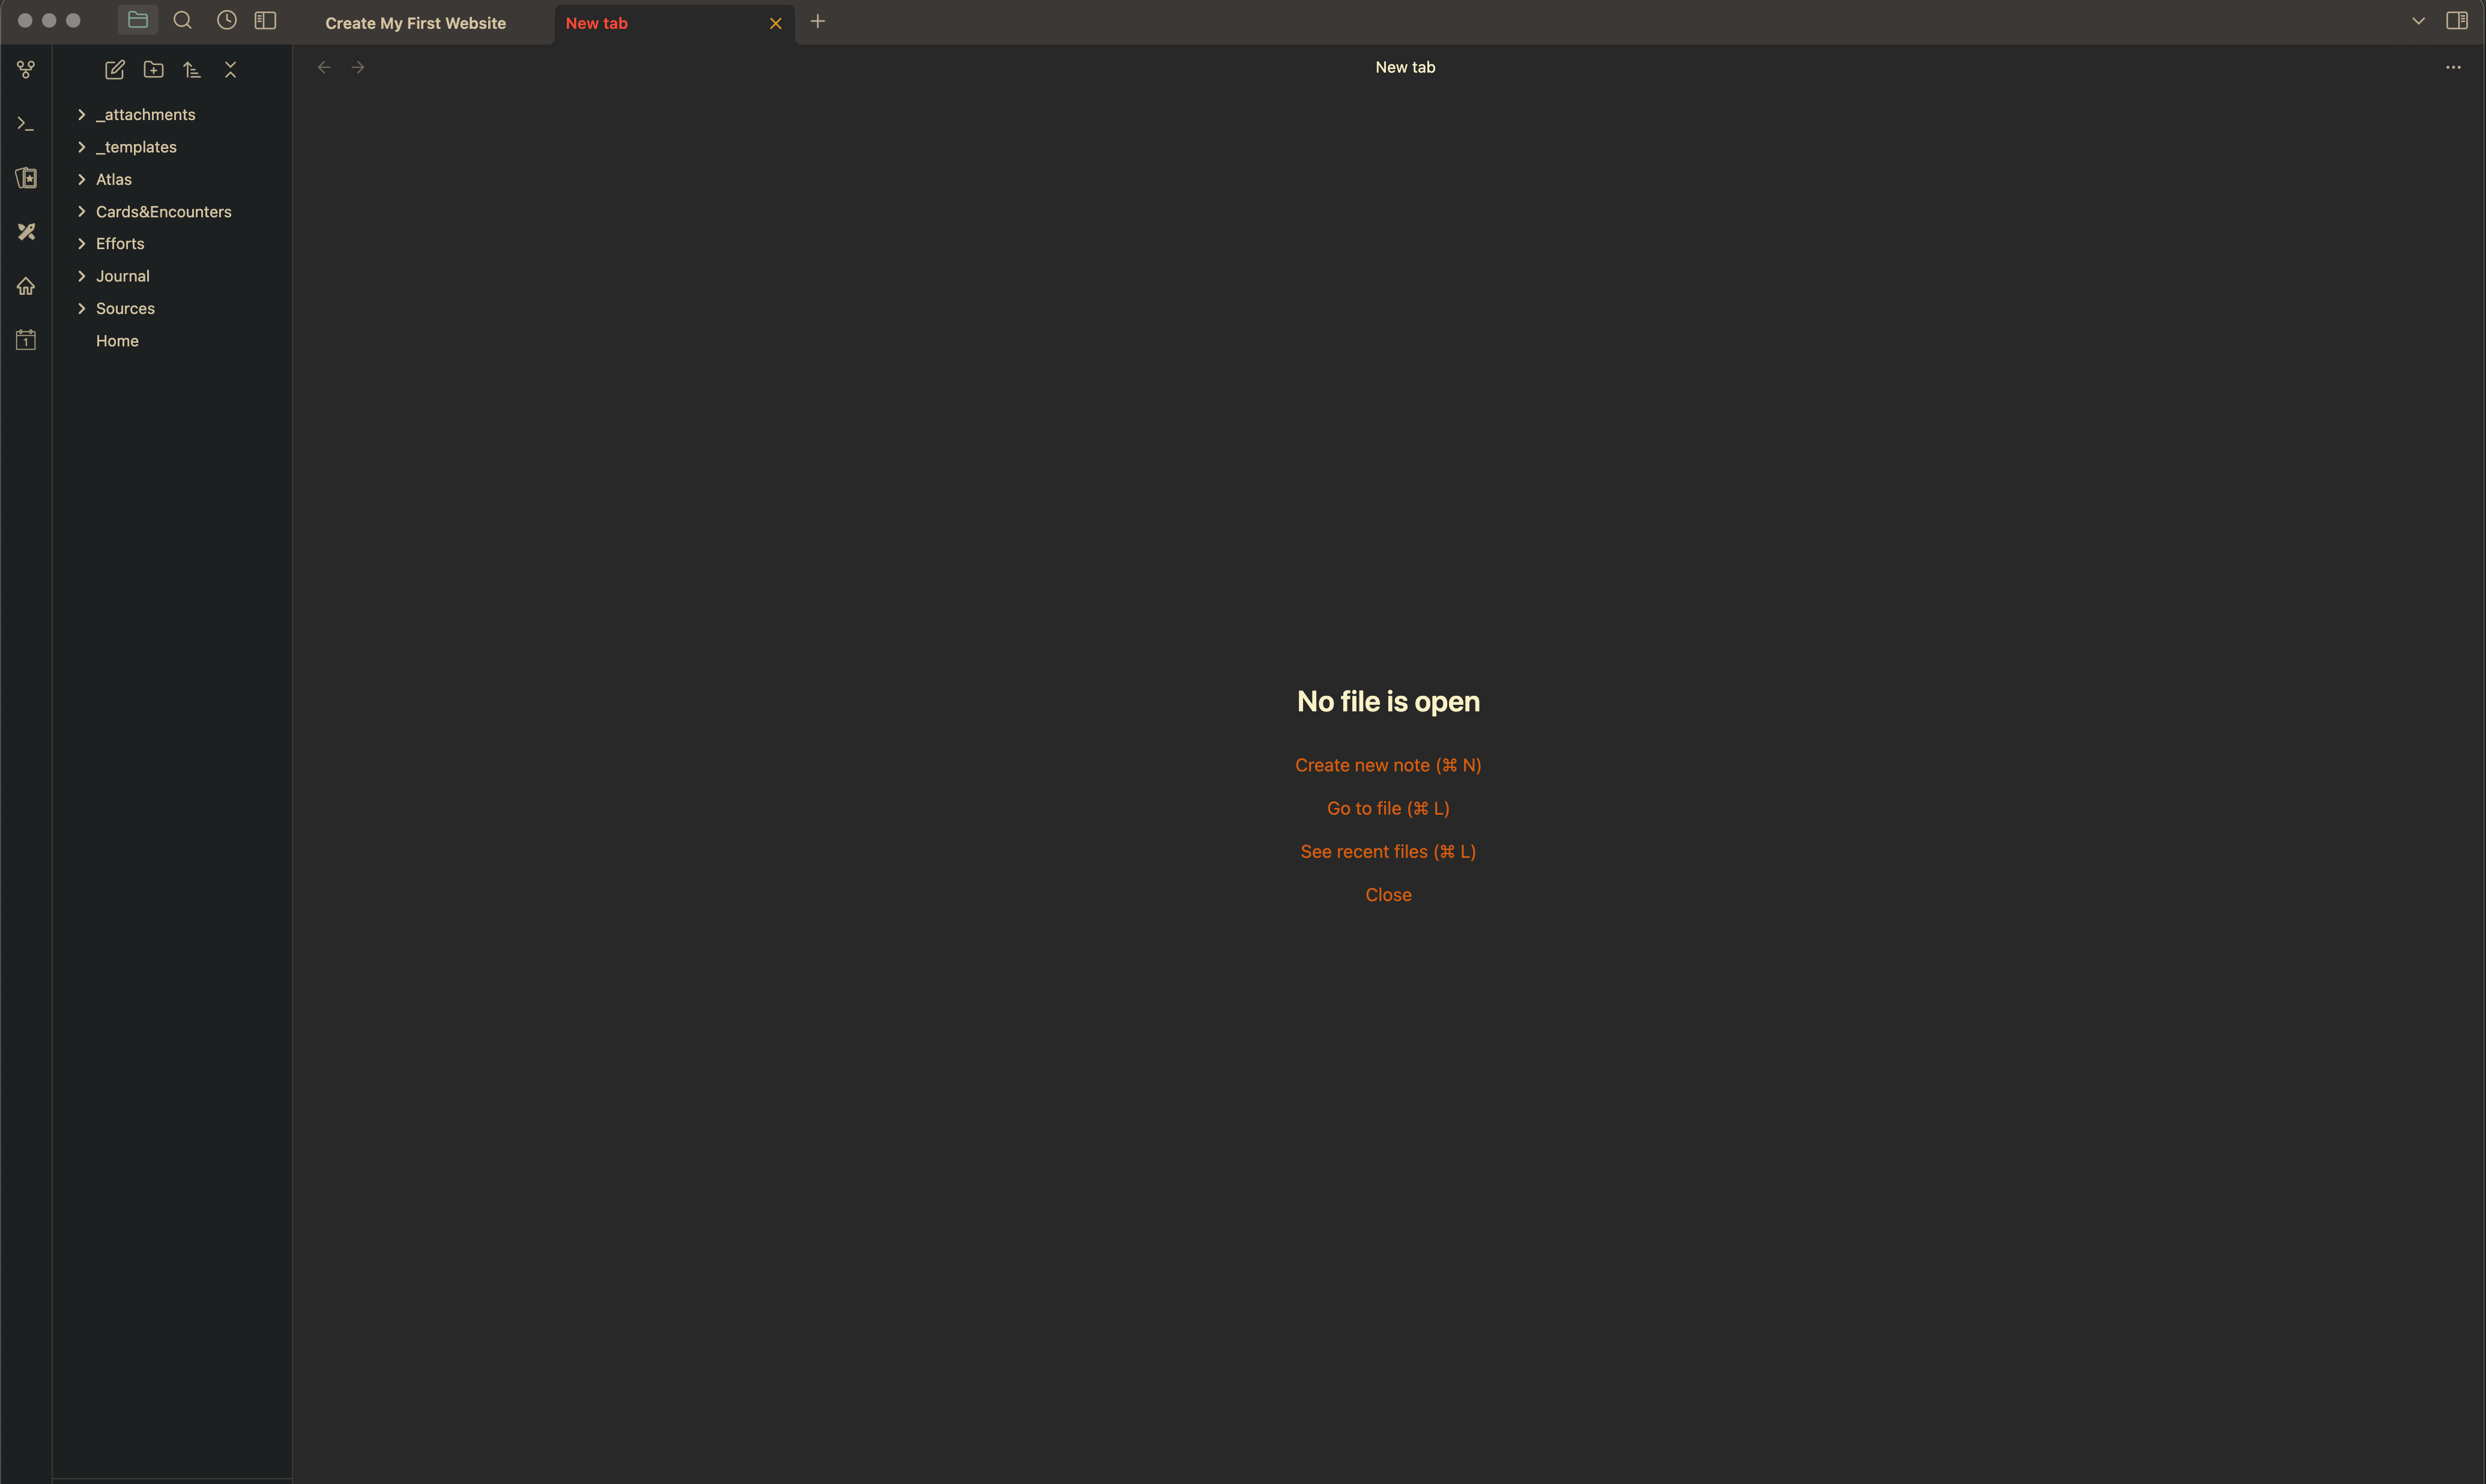 Create My First Website
New tab
New tab
_attachments
_templates
Atlas
Cards&Encounters
Efforts
Journal
Sources
Home
1
No file is open
Create new note (⌘ N)
Go to file (⌘ L)
See recent files (⌘ L)
Close